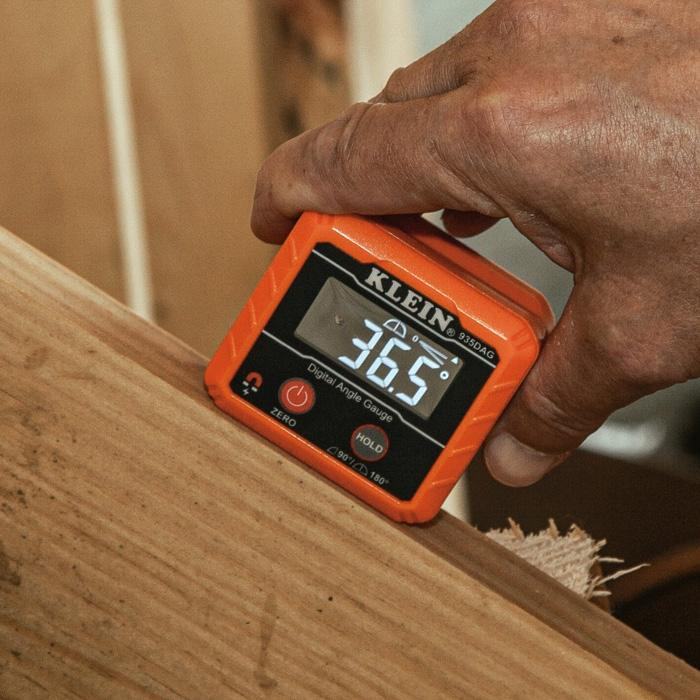 KLEIN®
935DAG
36.5°
Digital Angle Gauge
ZERO
HOLD
90°/ 180°